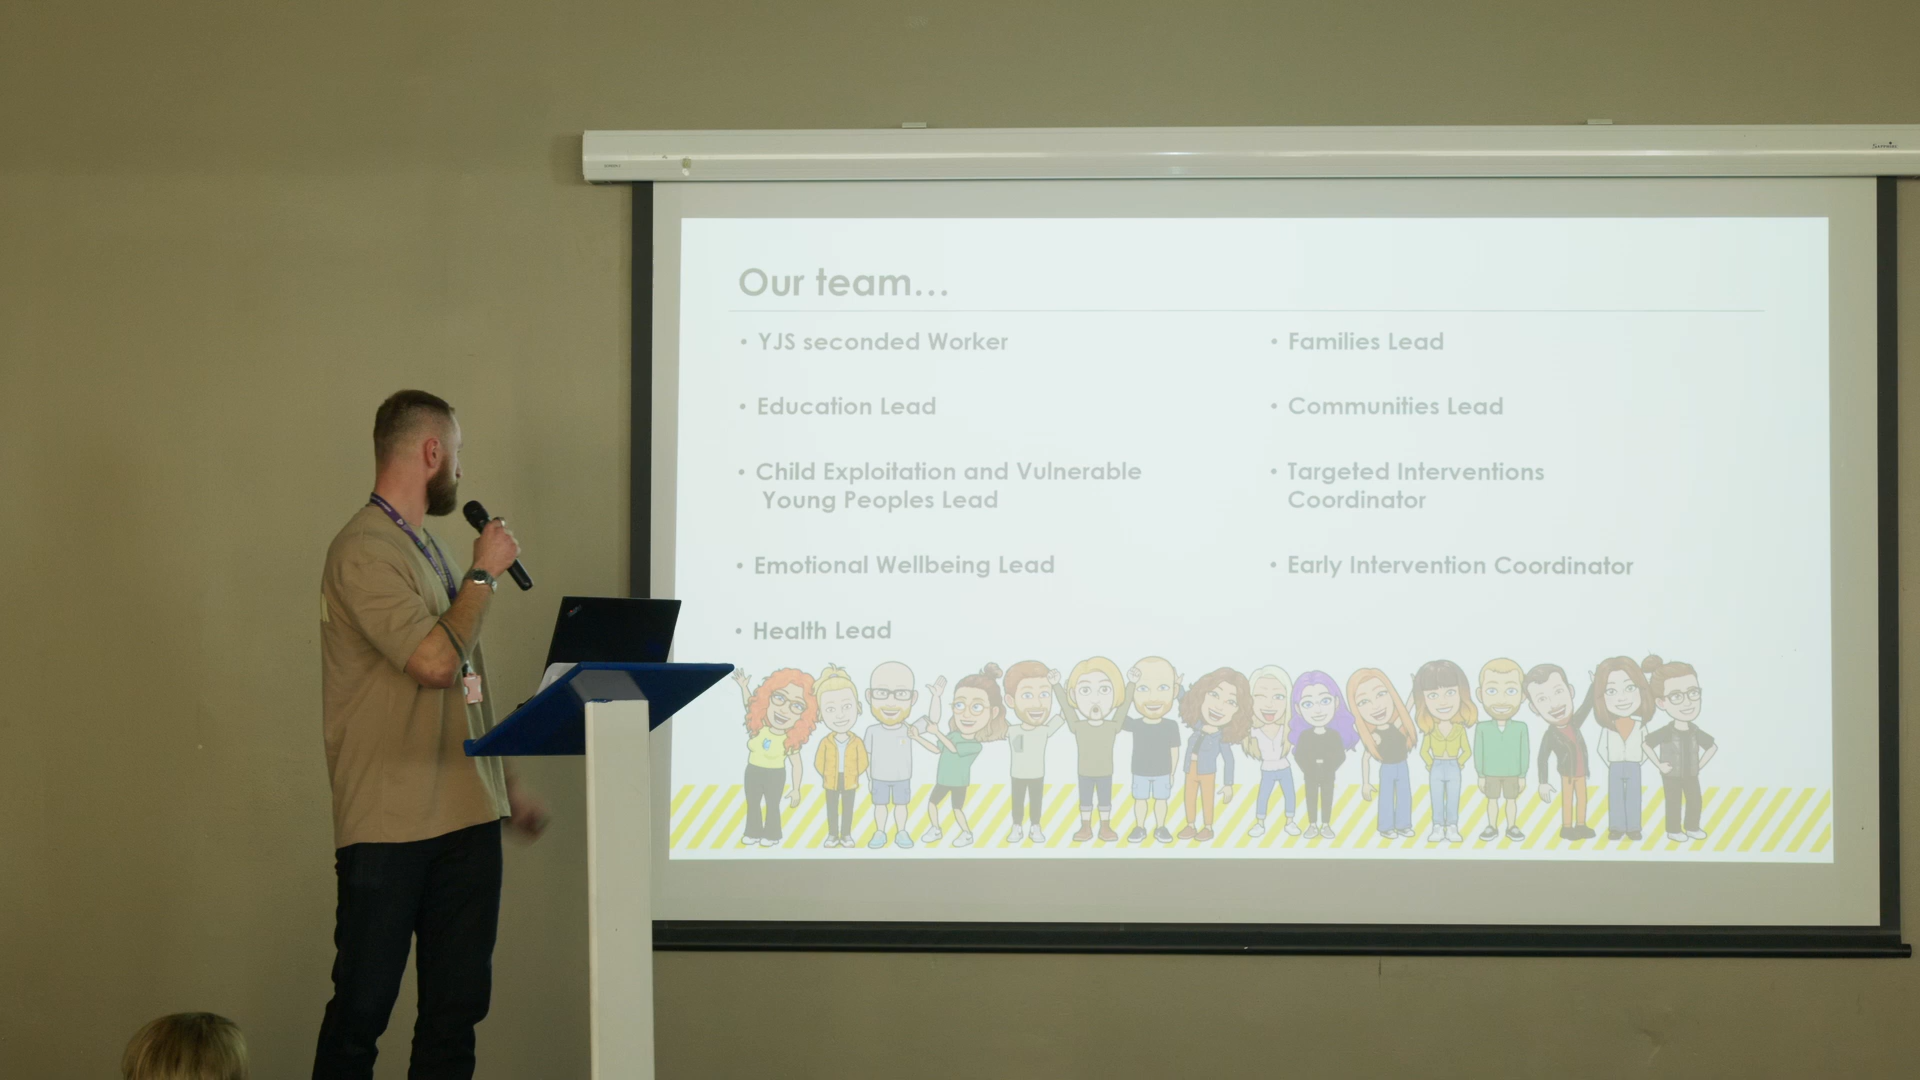 Our team...
• YJS seconded Worker
• Education Lead
• Child Exploitation and Vulnerable
Young Peoples Lead
• Emotional Wellbeing Lead
• Health Lead
• Families Lead
• Communities Lead
• Targeted Interventions
Coordinator
• Early Intervention Coordinator